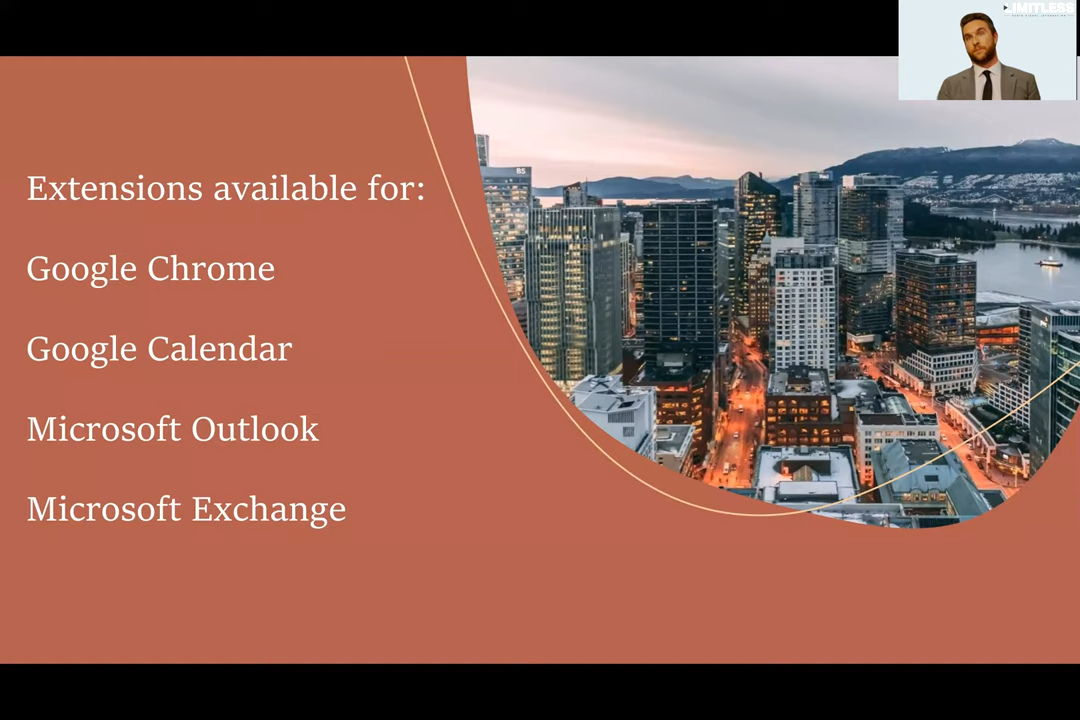 LIMITLESS
Extensions available for:
Google Chrome
Google Calendar
Microsoft Outlook
Microsoft Exchange